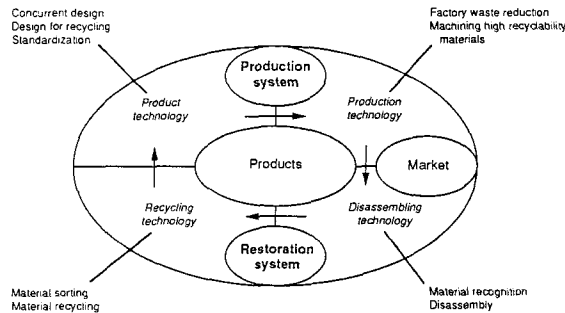 Concurrent design
Design for recycling
Standardization
Factory waste reduction
Machining high recyclability
materials
Production
system
Product
technology
Production
technology
Products
Market
Recycling
technology
Disassembling
technology
Restoration
system
Material sorting
Material recycling
Material recognition
Disassembly